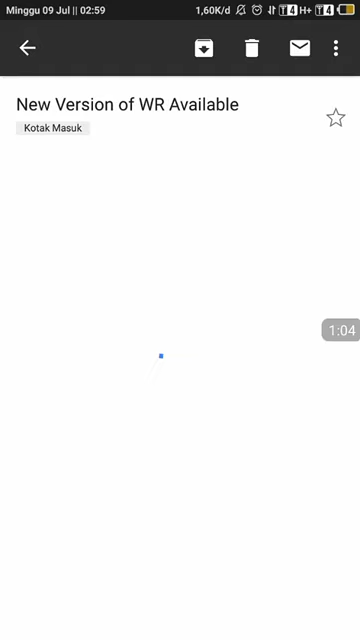 Minggu 09 Jul || 02:59
1,60K/d
T 4 H+ T 4
New Version of WR Available
Kotak Masuk
1:04